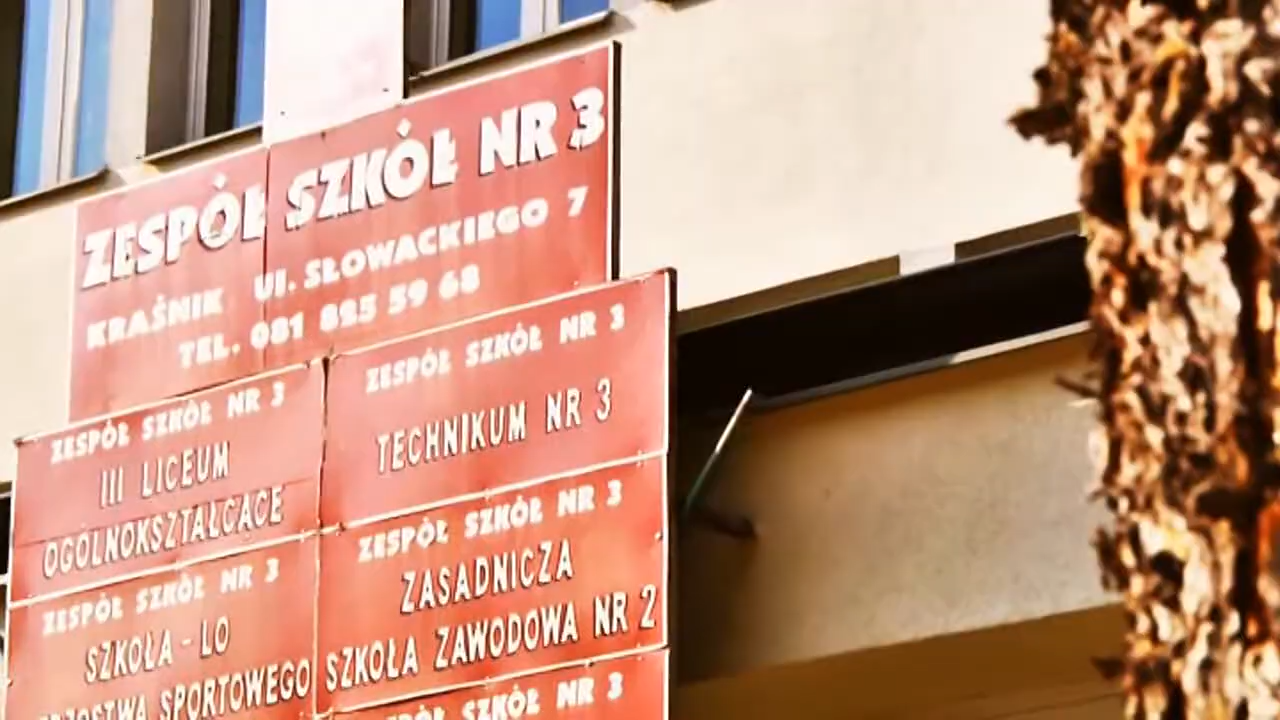 ZESPÓŁ SZKÓŁ NR 3
KRAŚNIK UL. SŁOWACKIEGO 7
TEL. 081 825 59 68
ZESPÓŁ SZKÓŁ NR 3
III LICEUM
OGÓLNOKSZTAŁCĄCE
ZESPÓŁ SZKÓŁ NR 3
TECHNIKUM NR 3
ZESPÓŁ SZKÓŁ NR 3
SZKOŁA - LO
SPORTOWEGO
ZESPÓŁ SZKÓŁ NR 3
ZASADNICZA
SZKOŁA ZAWODOWA NR 2
ZESPÓŁ SZKÓŁ NR 3